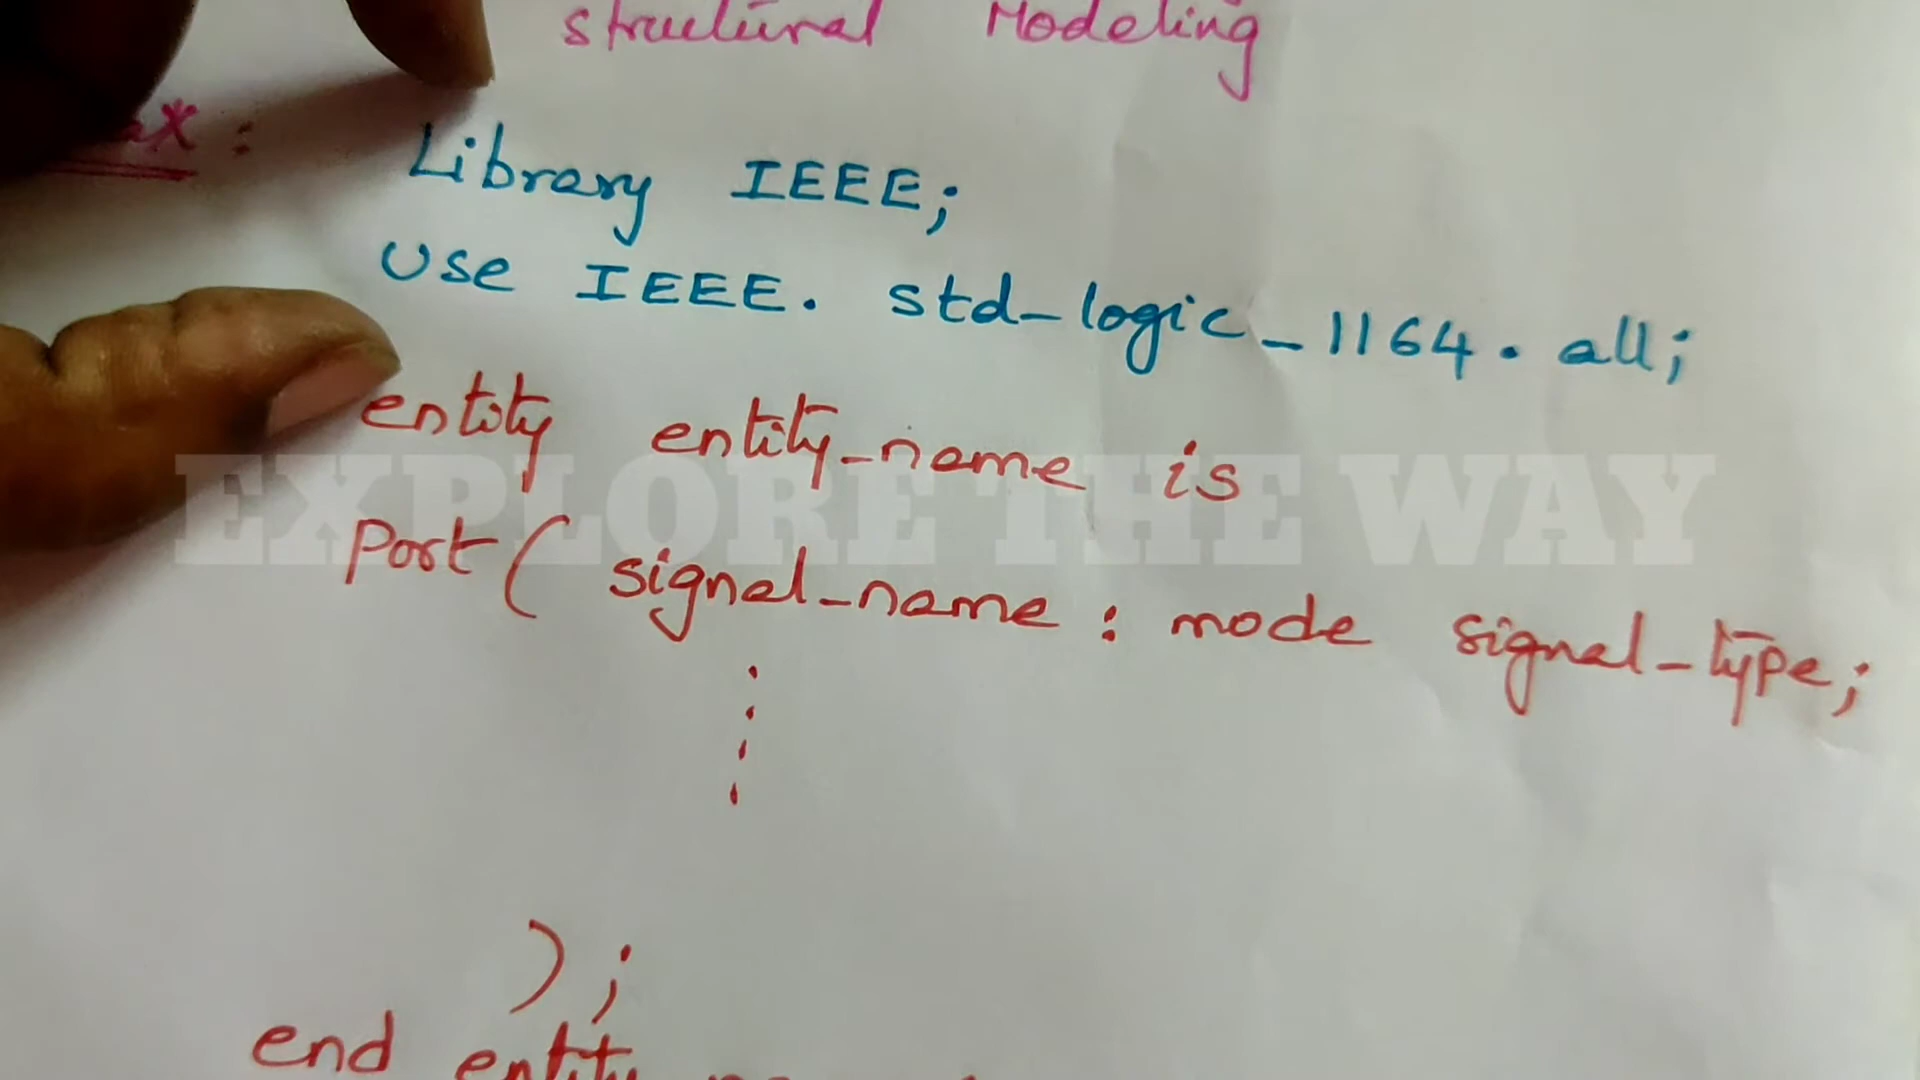 Structural Modeling
Library IEEE;
Use IEEE. std_logic_1164. all;
entity entity_name is
Port( signal_name : mode signal_type;
);
end entity
EXPLORE THE WAY